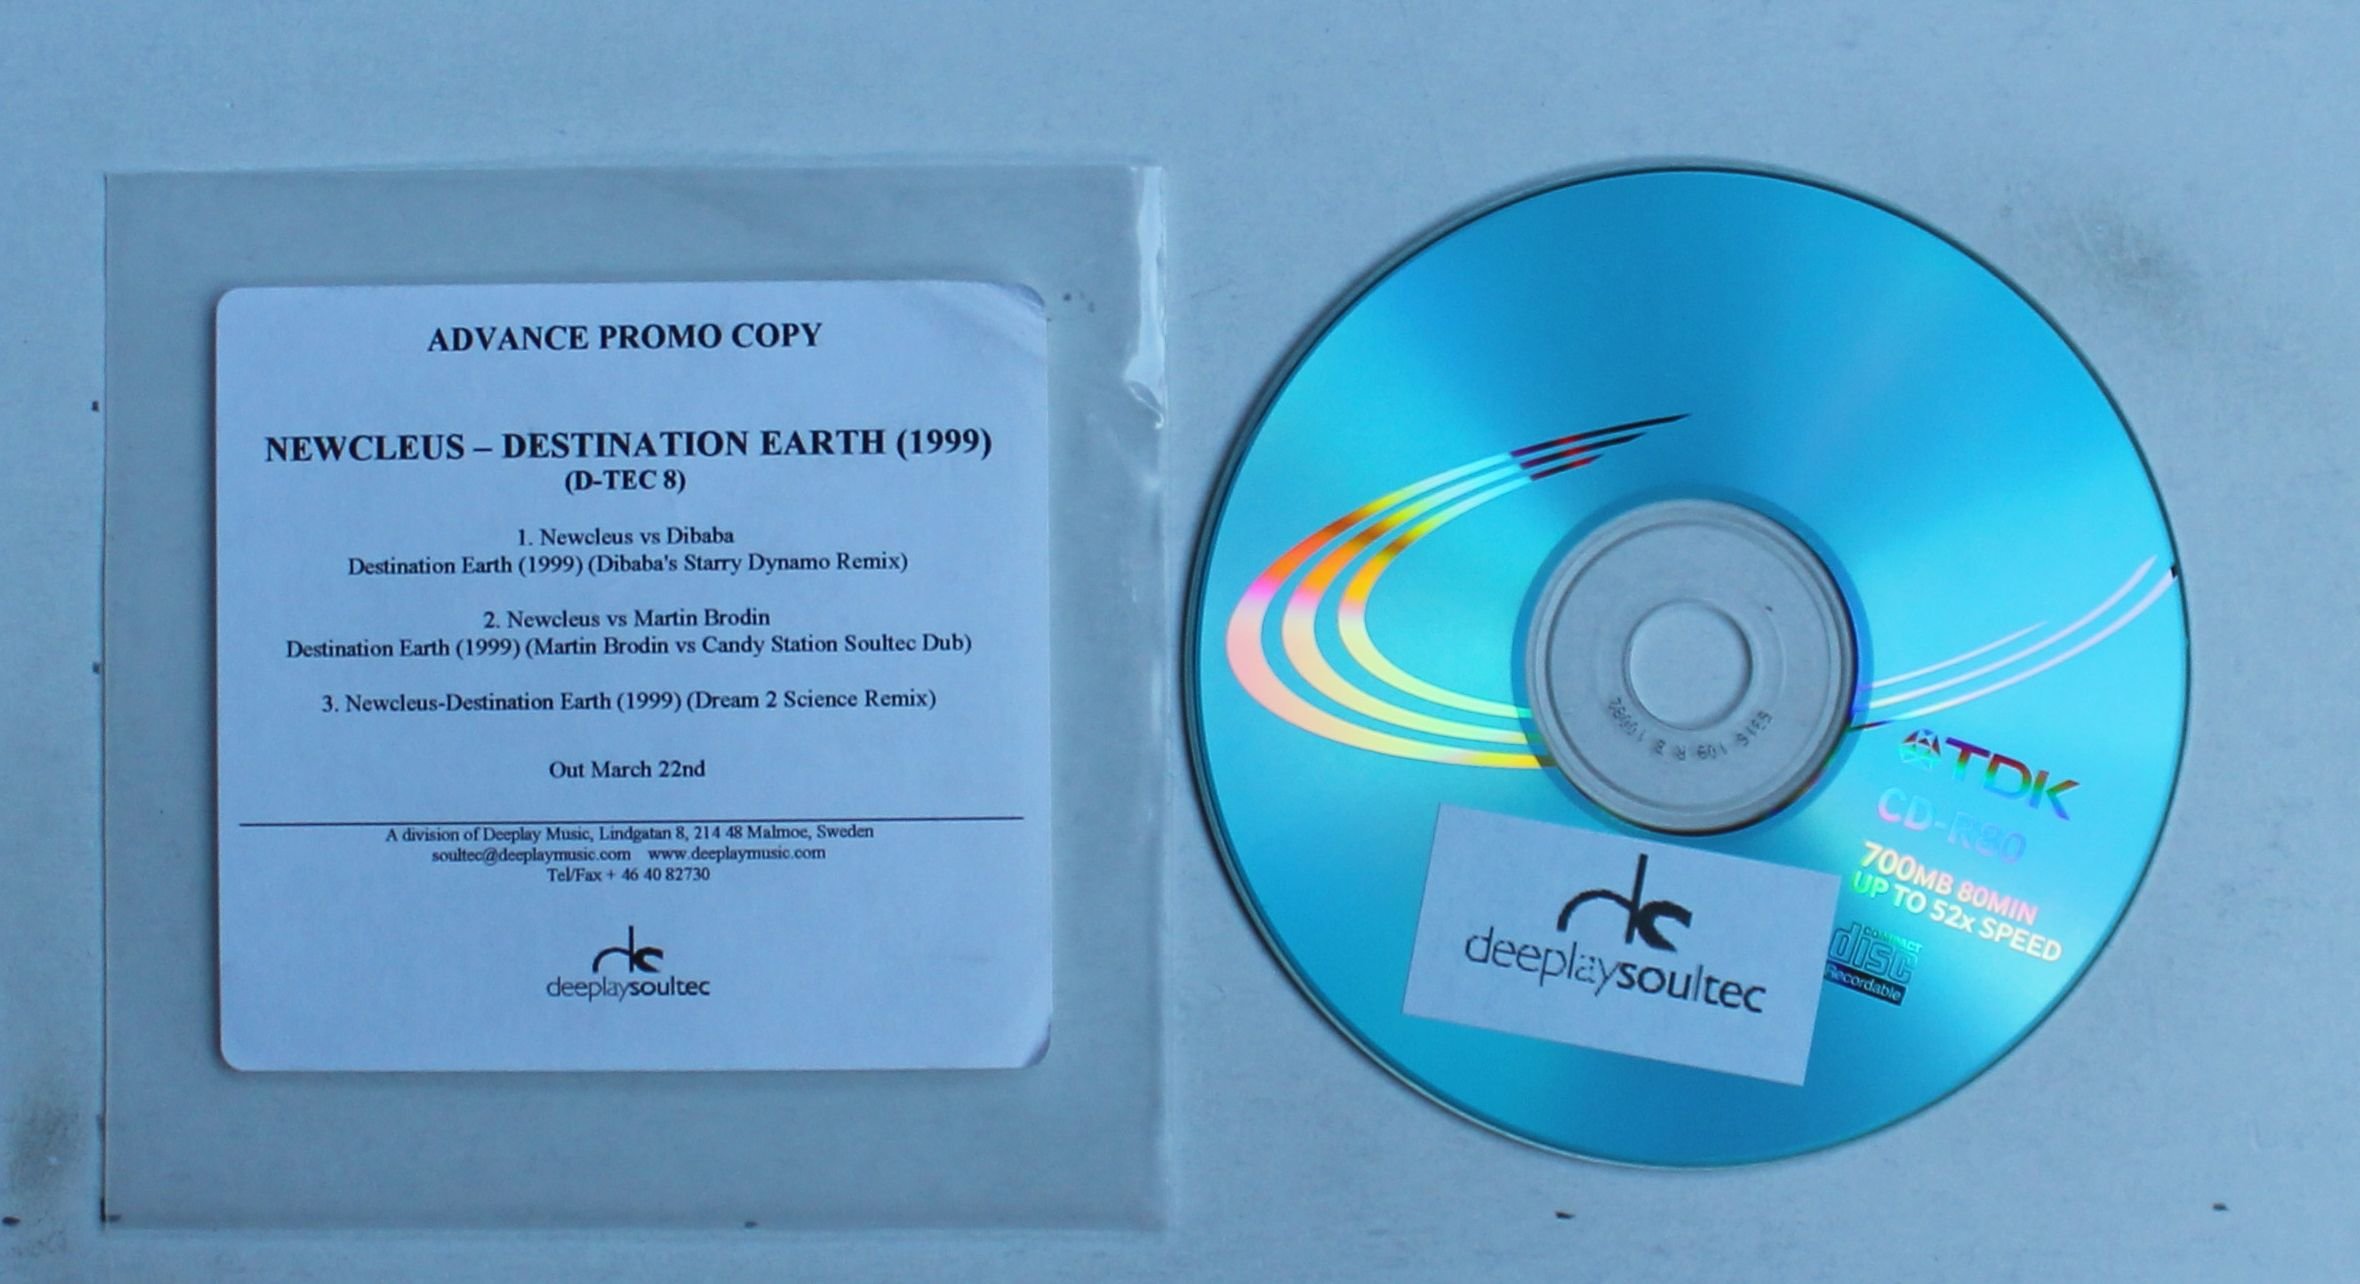 ADVANCE PROMO COPY
NEWCLEUS – DESTINATION EARTH (1999)
(D-TEC 8)
1. Newcleus vs Dibaba
Destination Earth (1999) (Dibaba's Starry Dynamo Remix)
2. Newcleus vs Martin Brodin
Destination Earth (1999) (Martin Brodin vs Candy Station Soultec Dub)
3. Newcleus-Destination Earth (1999) (Dream 2 Science Remix)
Out March 22nd
A division of Deeplay Music, Lindgatan 8, 214 48 Malmoe, Sweden
soultec@deeplaymusic.com www.deeplaymusic.com
Tel/Fax + 46 40 82730
deeplaysoultec
TDK
CD-R80
700MB 80MIN
UP TO 52x SPEED
COMPACT
disc
Recordable
deeplaysoultec